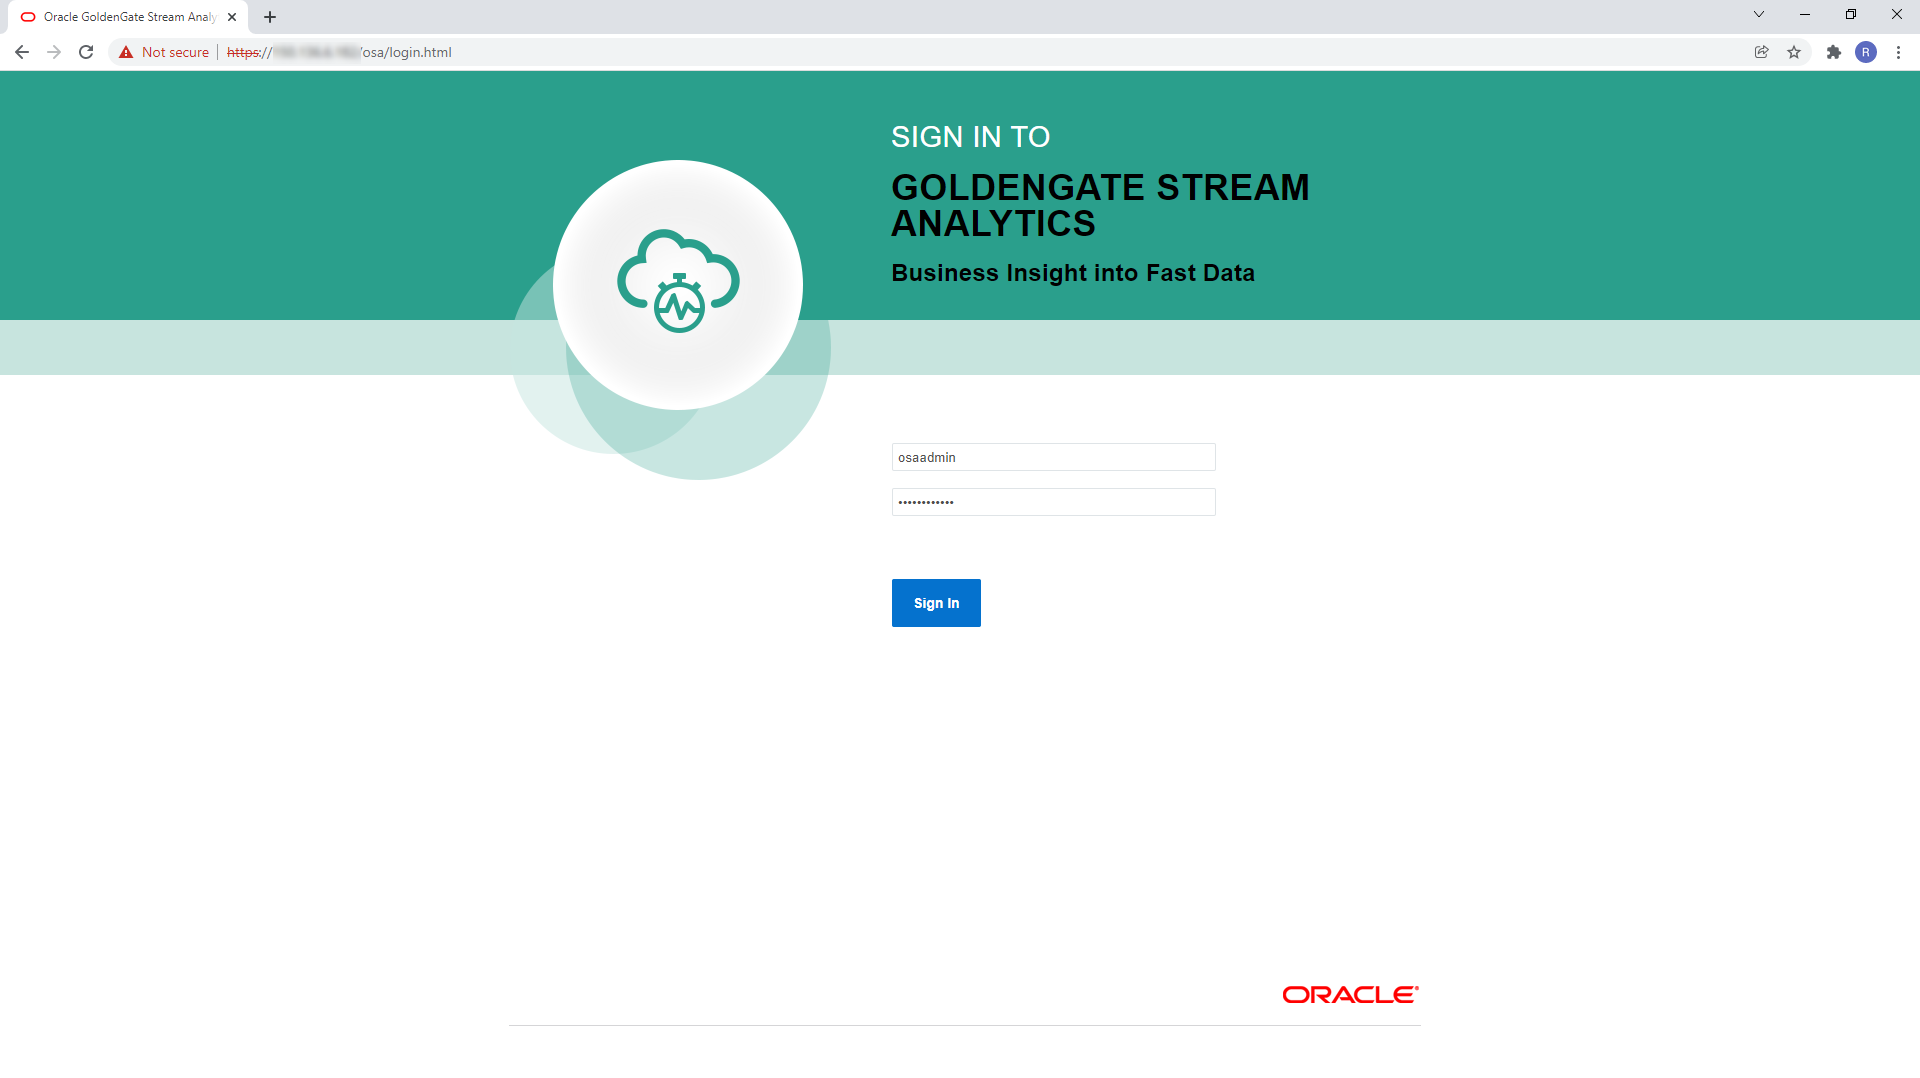 Oracle GoldenGate Stream Analy
Not secure
https:// /osa/login.html
R
SIGN IN TO
GOLDENGATE STREAM
ANALYTICS
Business Insight into Fast Data
osaadmin
••••••••••••
Sign In
ORACLE®